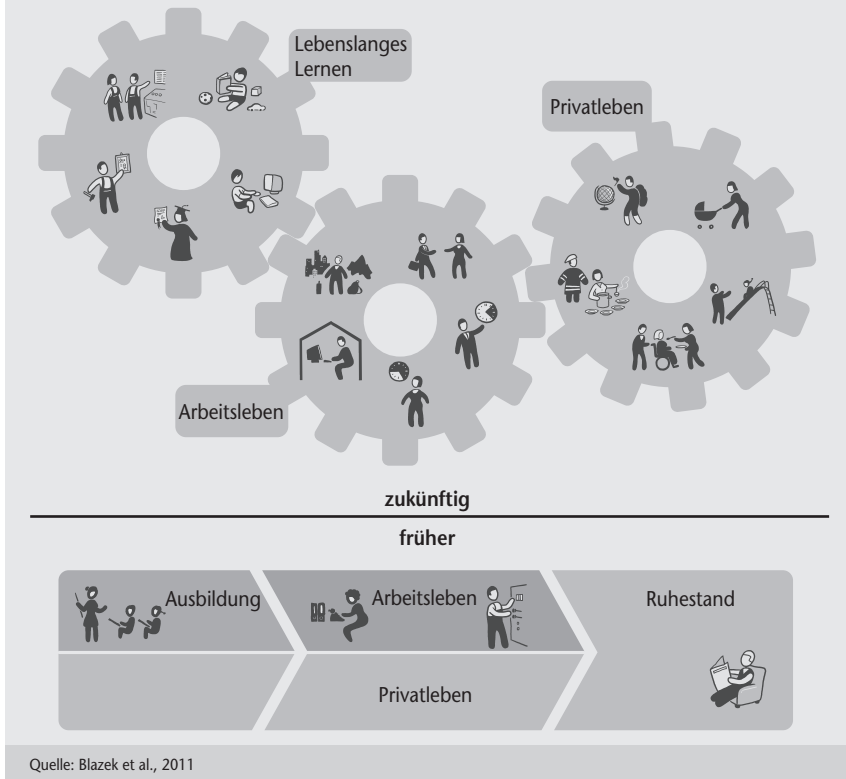 Lebenslanges
Lernen
Privatleben
Arbeitsleben
zukünftig
früher
Ausbildung
Arbeitsleben
Ruhestand
Privatleben
Quelle: Blazek et al., 2011